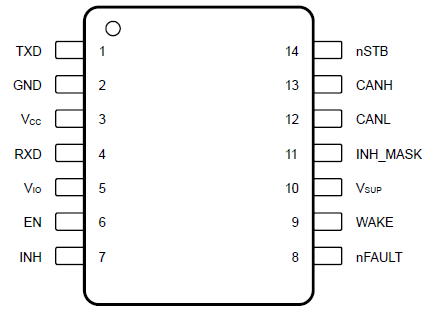 TXD 1 14 nSTB
GND 2 13 CANH
VCC 3 12 CANL
RXD 4 11 INH_MASK
VIO 5 10 VSUP
EN 6 9 WAKE
INH 7 8 nFAULT